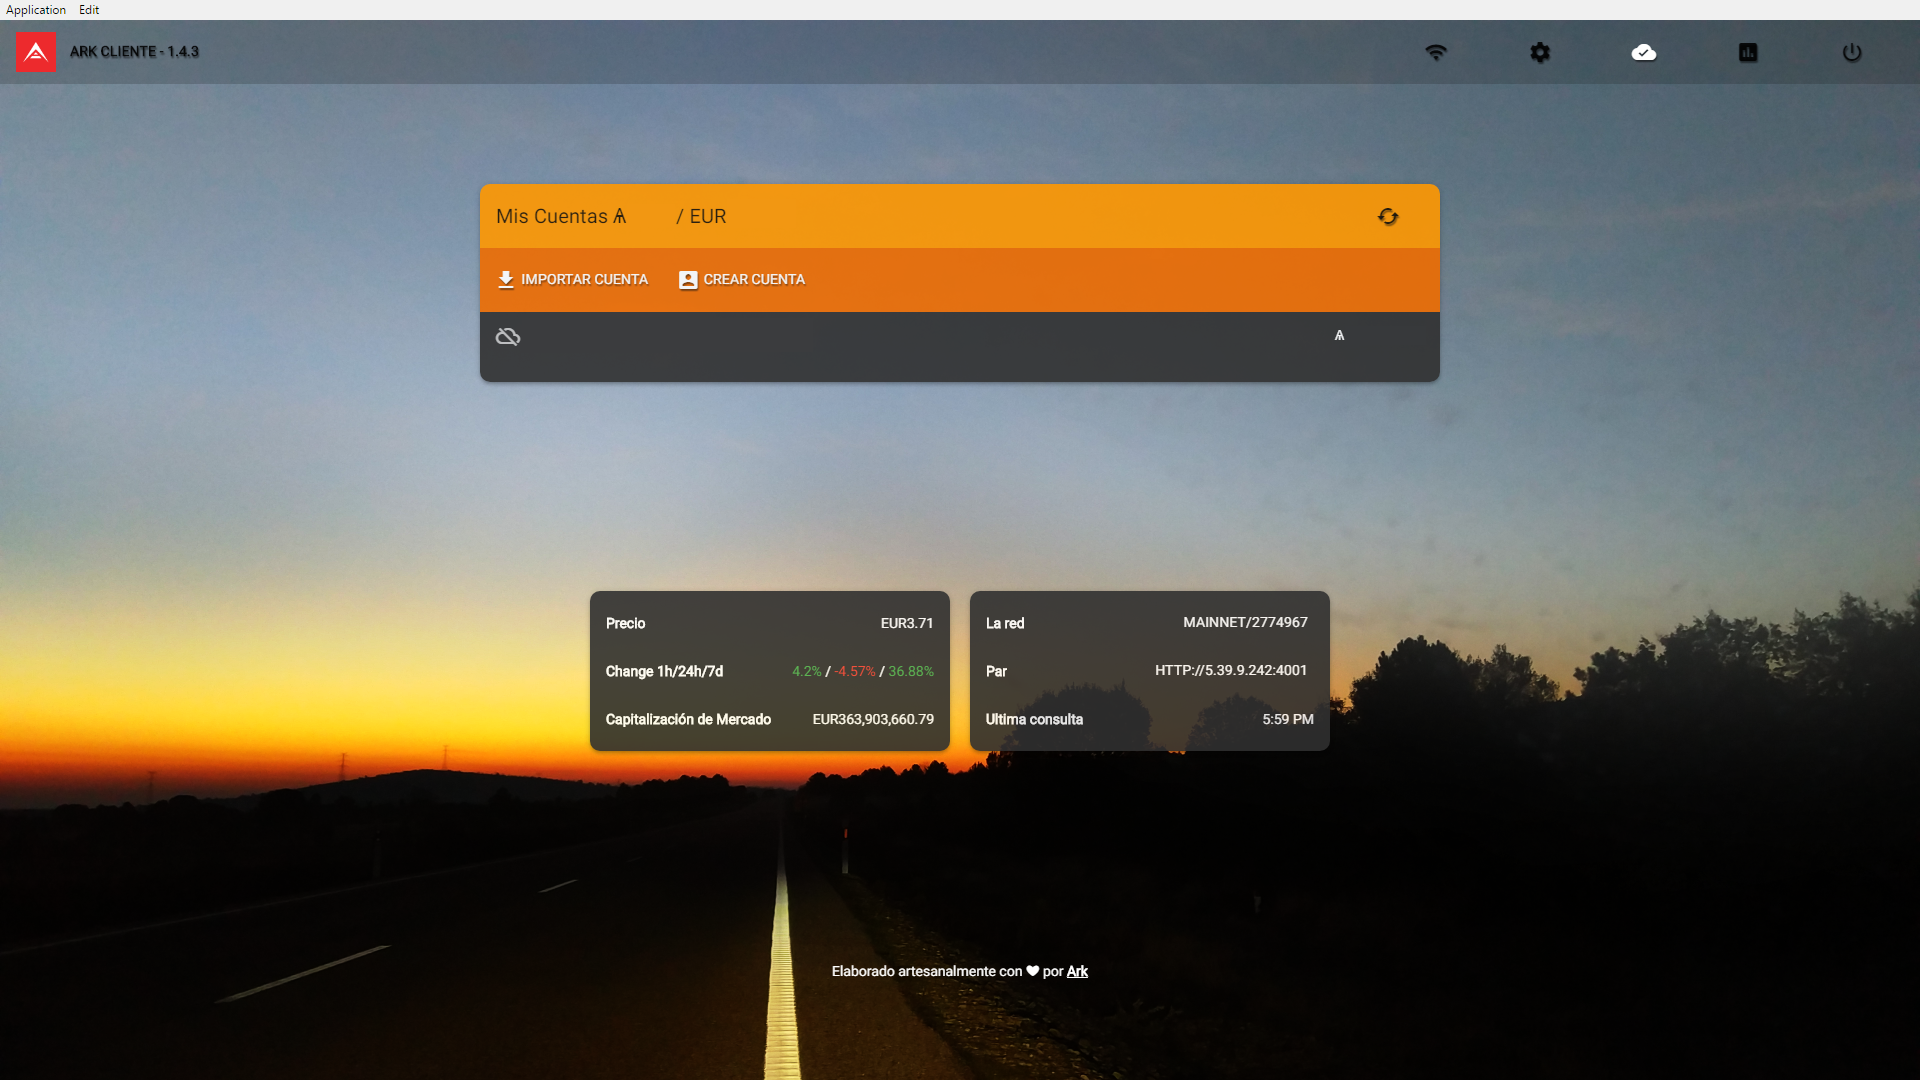 Application Edit
ARK CLIENTE - 1.4.3
Mis Cuentas Ѧ / EUR
IMPORTAR CUENTA CREAR CUENTA
Ѧ
Precio EUR3.71
Change 1h/24h/7d 4.2% / -4.57% / 36.88%
Capitalización de Mercado EUR363,903,660.79
La red MAINNET/2774967
Par HTTP://5.39.9.242:4001
Ultima consulta 5:59 PM
Elaborado artesanalmente con ♥ por Ark